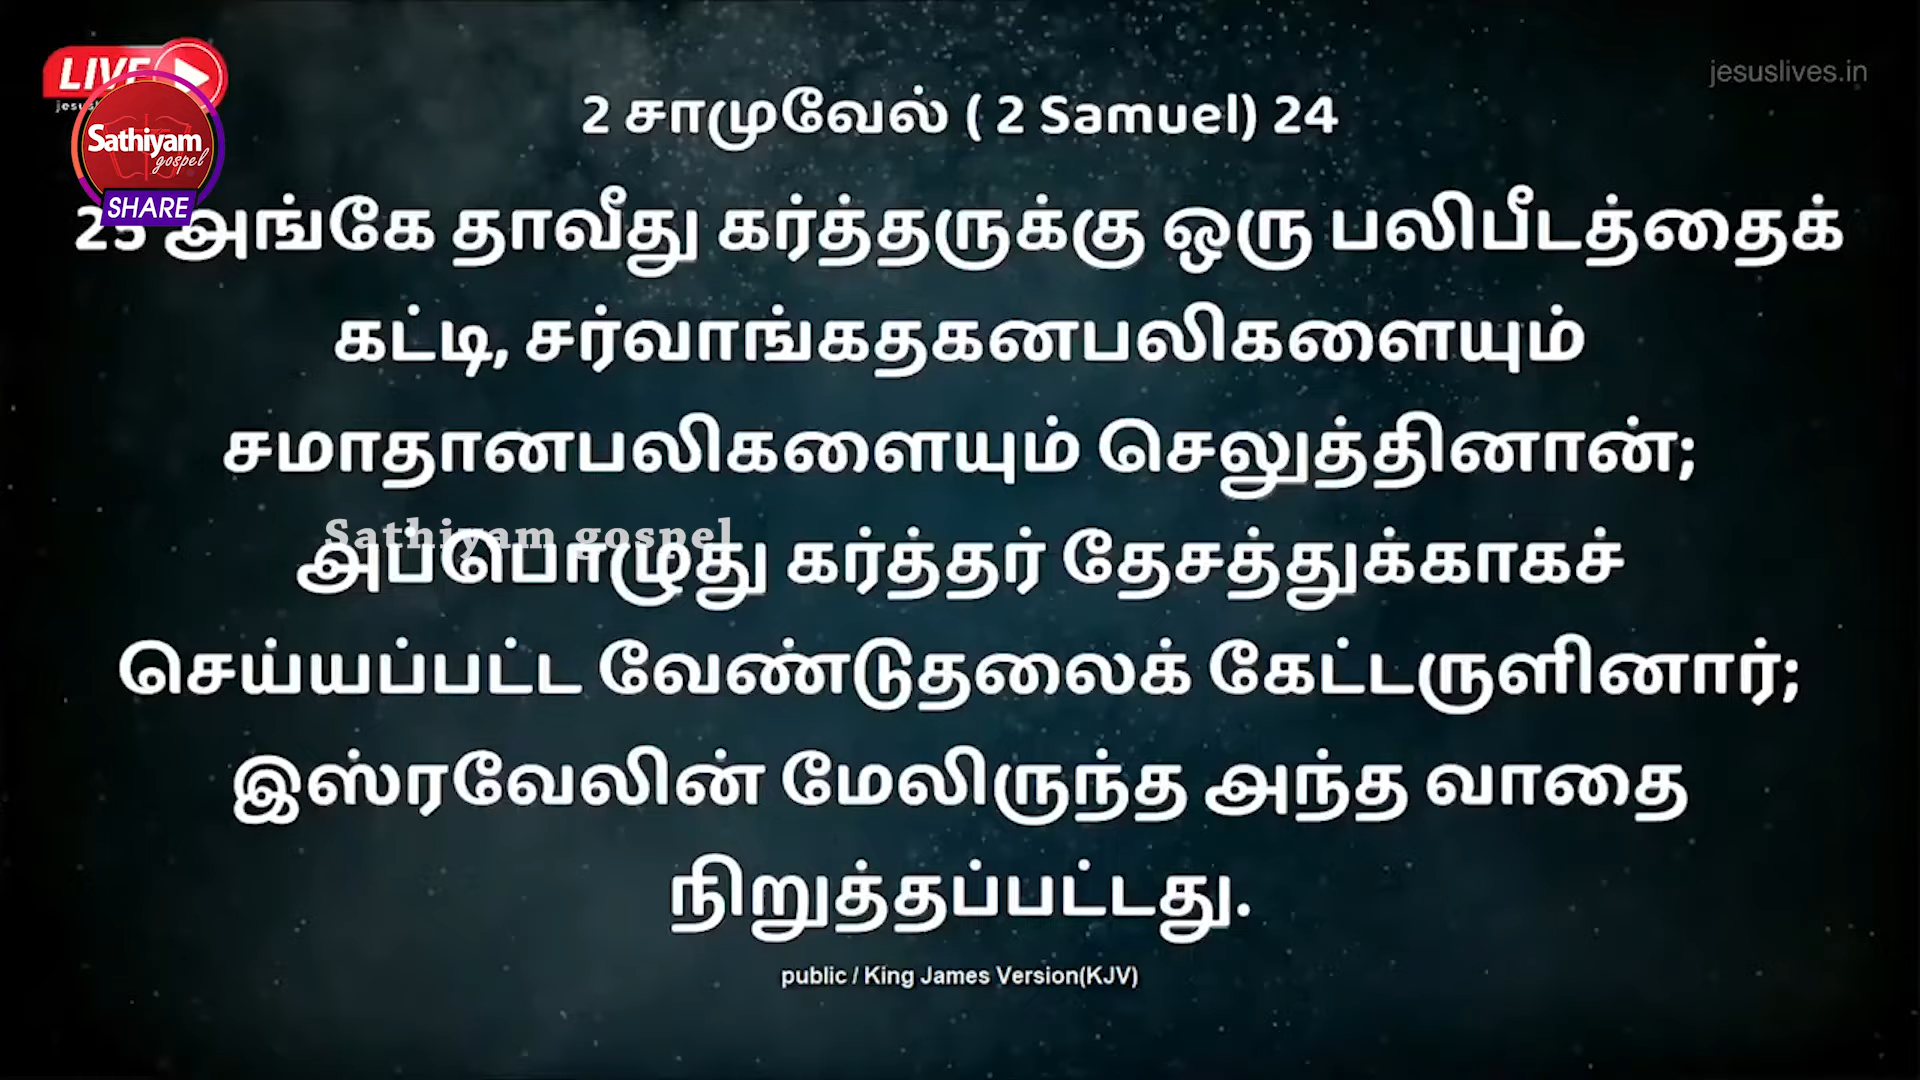 LIVE
jesuslives.in
Sathiyam
gospel
SHARE
2 சாமுவேல் ( 2 Samuel) 24
25 அங்கே தாவீது கர்த்தருக்கு ஒரு பலிபீடத்தைக்
கட்டி, சர்வாங்கதகனபலிகளையும்
சமாதானபலிகளையும் செலுத்தினான்;
Sathiyam gospel
அப்பொழுது கர்த்தர் தேசத்துக்காகச்
செய்யப்பட்ட வேண்டுதலைக் கேட்டருளினார்;
இஸ்ரவேலின் மேலிருந்த அந்த வாதை
நிறுத்தப்பட்டது.
public / King James Version(KJV)